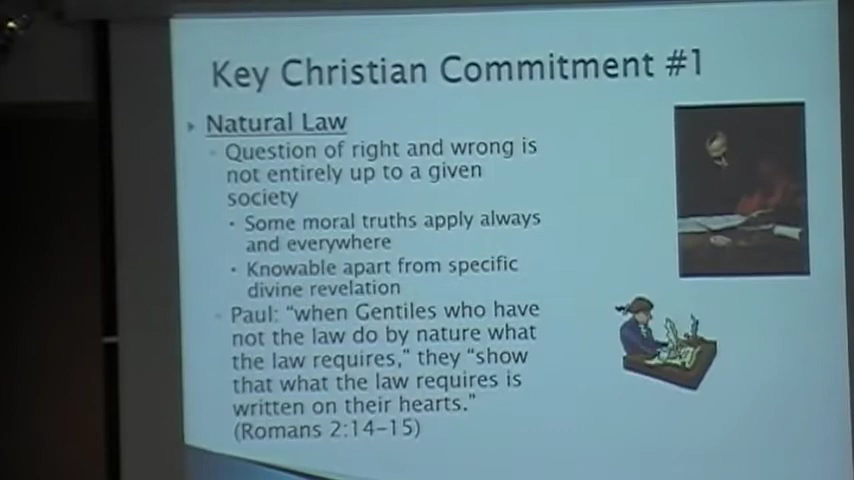 Key Christian Commitment #1
Natural Law
Question of right and wrong is
not entirely up to a given
society
Some moral truths apply always
and everywhere
Knowable apart from specific
divine revelation
Paul: “when Gentiles who have
not the law do by nature what
the law requires,” they “show
that what the law requires is
written on their hearts.”
(Romans 2:14–15)